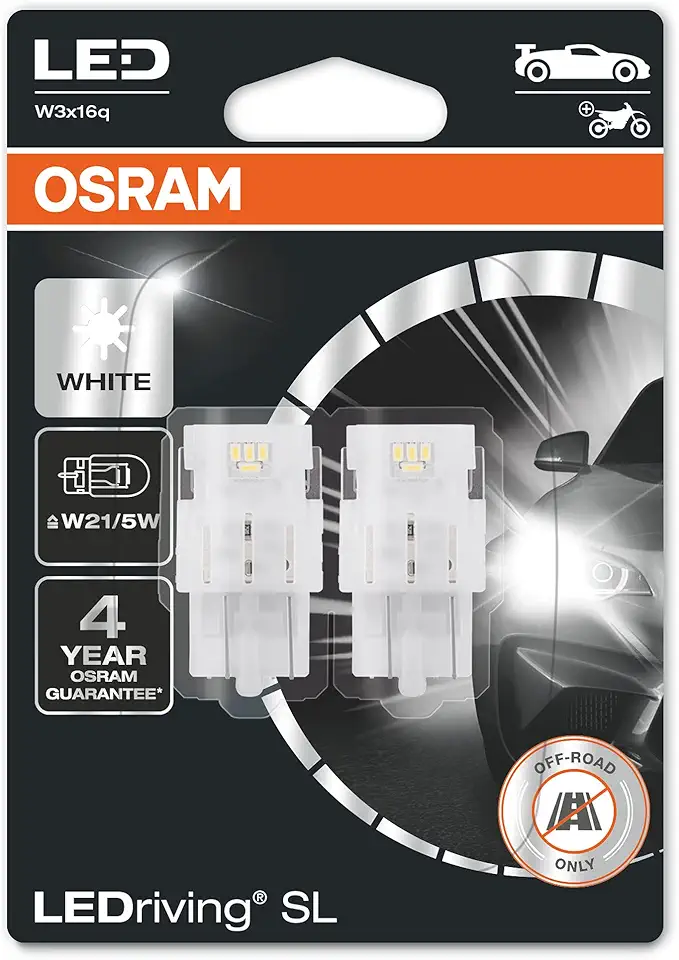 LED
W3x16q
OSRAM
WHITE
≙W21/5W
4
YEAR
OSRAM
GUARANTEE*
OFF-ROAD
ONLY
LEDriving® SL